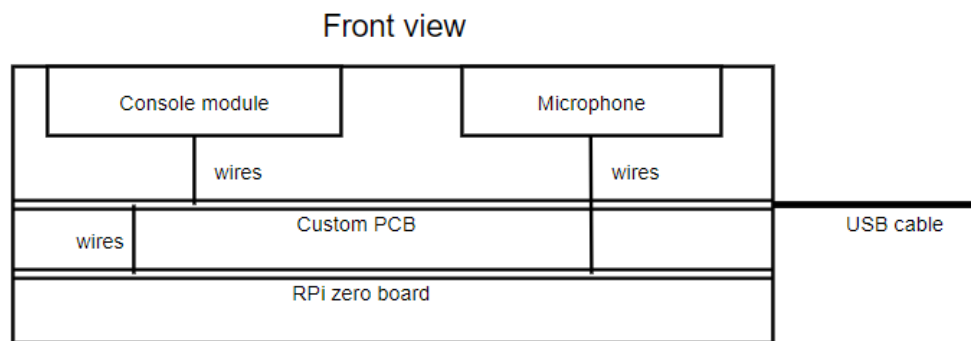 Front view
Console module
Microphone
wires
wires
Custom PCB
USB cable
wires
RPi zero board